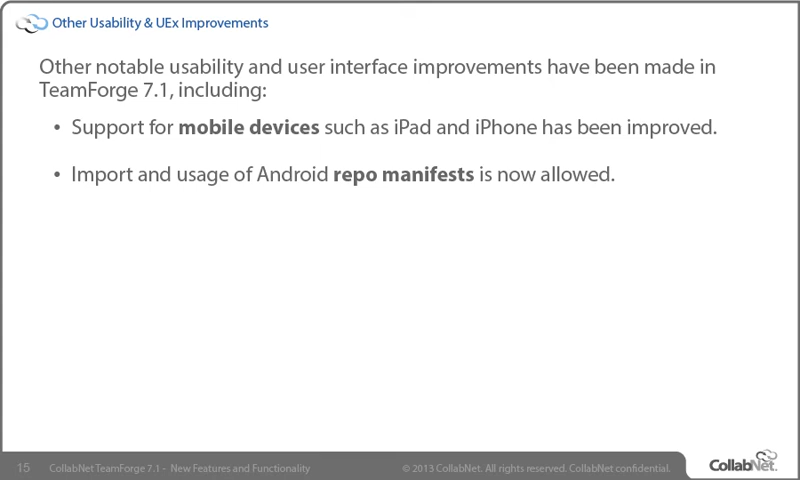 Other Usability & UEx Improvements
Other notable usability and user interface improvements have been made in
TeamForge 7.1, including:
• Support for mobile devices such as iPad and iPhone has been improved.
• Import and usage of Android repo manifests is now allowed.
15 CollabNet TeamForge 7.1 - New Features and Functionality © 2013 CollabNet. All rights reserved. CollabNet confidential. CollabNet.